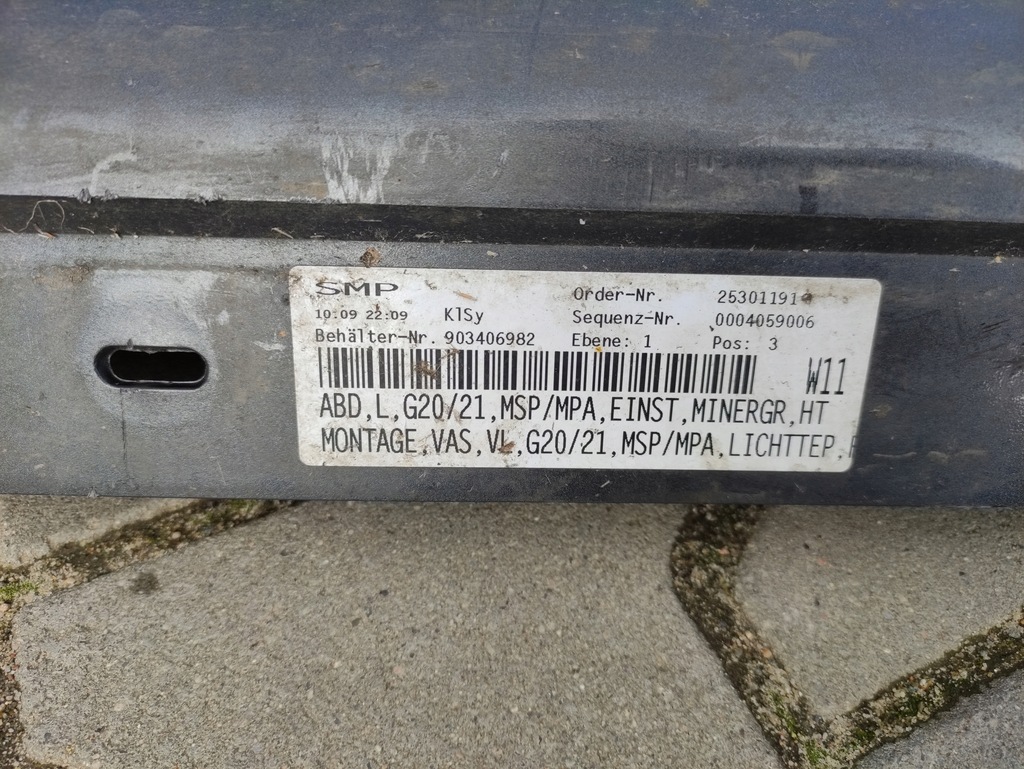 SMP
Order-Nr. 25301191
10.09 22:09 KlSy Sequenz-Nr. 0004059006
Behälter-Nr. 903406982 Ebene: 1 Pos: 3
W11
ABD,L,G20/21,MSP/MPA,EINST,MINERGR,HT
MONTAGE,VAS,VL,G20/21,MSP/MPA,LICHTTEP,